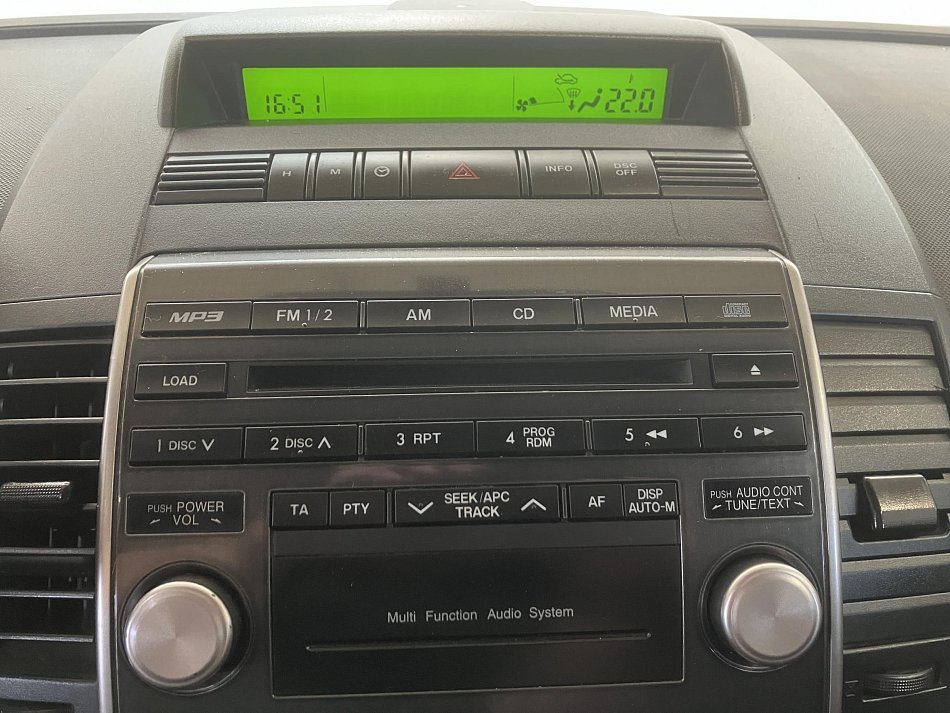 16:51
22.0
H
M
INFO
DSC
OFF
MP3
FM 1/2
AM
CD
MEDIA
disc
LOAD
1 DISC
2 DISC
3 RPT
4 PROG
RDM
5
6
PUSH POWER
VOL
TA
PTY
SEEK/APC
TRACK
AF
DISP
AUTO-M
PUSH AUDIO CONT
TUNE/TEXT
Multi Function Audio System